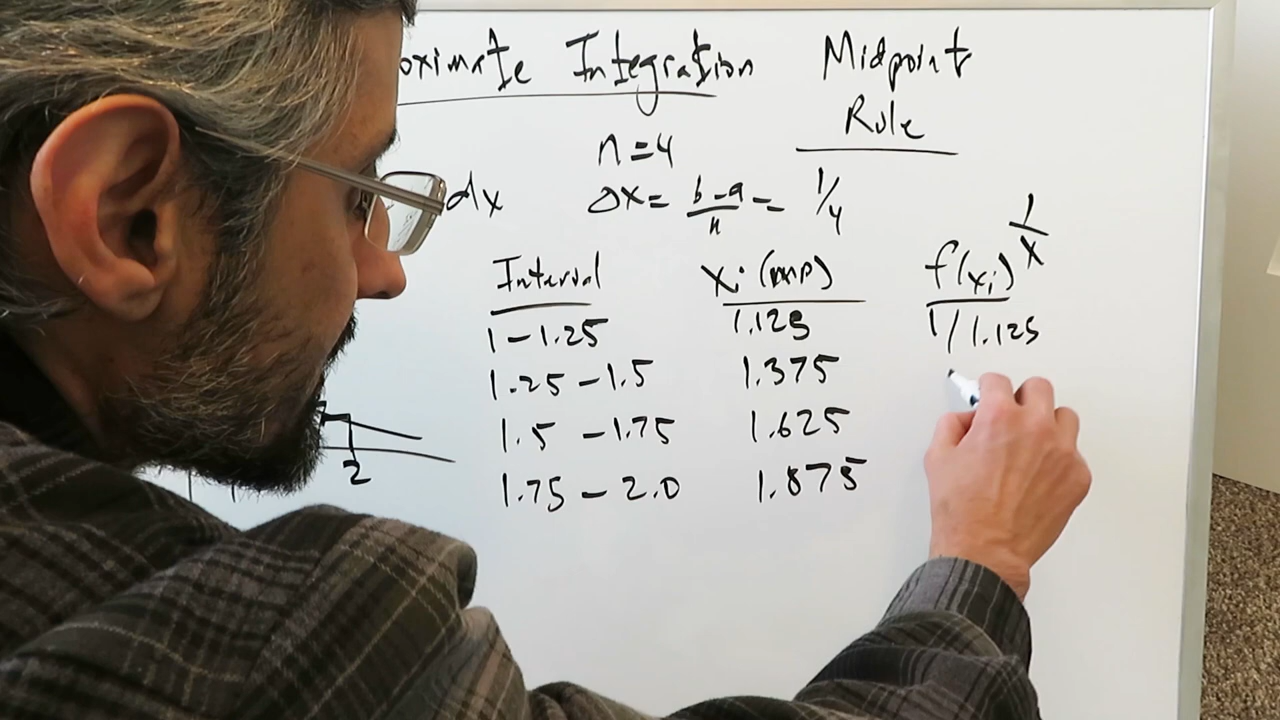 oximate Integration Midpoint
Rule
n=4
dx Δx= b-a/n = 1/4
Interval xi (mp) f(xi) 1/x
1-1.25 1.125 1/1.125
1.25-1.5 1.375
1.5-1.75 1.625
1.75-2.0 1.875
2